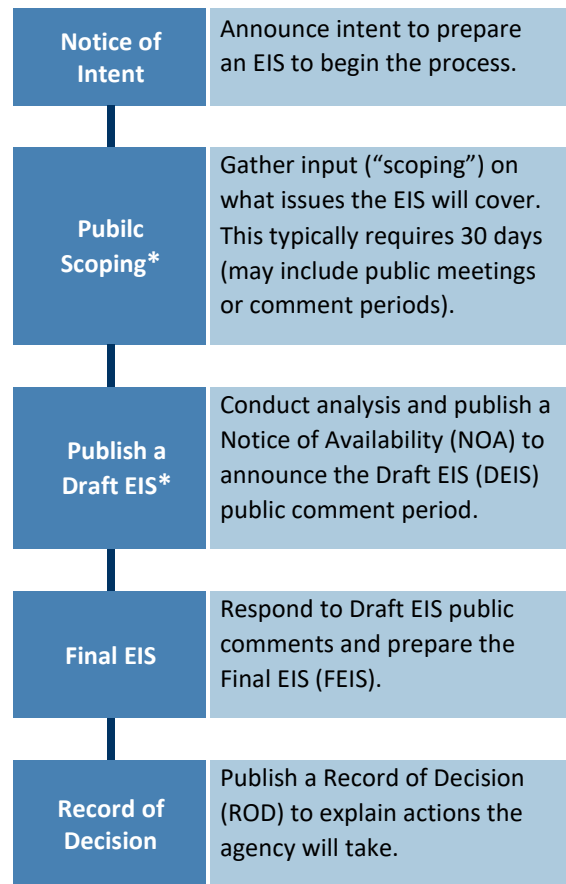 Notice of
Intent
Announce intent to prepare
an EIS to begin the process.
Pubilc
Scoping*
Gather input (“scoping”) on
what issues the EIS will cover.
This typically requires 30 days
(may include public meetings
or comment periods).
Publish a
Draft EIS*
Conduct analysis and publish a
Notice of Availability (NOA) to
announce the Draft EIS (DEIS)
public comment period.
Final EIS
Respond to Draft EIS public
comments and prepare the
Final EIS (FEIS).
Record of
Decision
Publish a Record of Decision
(ROD) to explain actions the
agency will take.